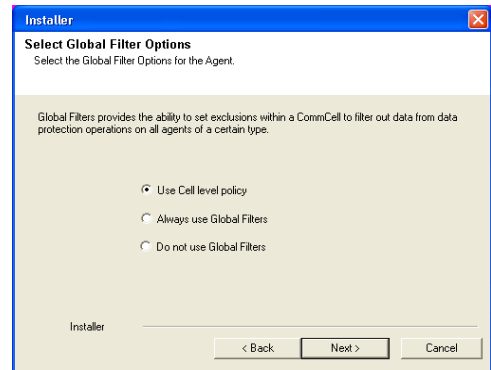 Installer
Select Global Filter Options
Select the Global Filter Options for the Agent.
Global Filters provides the ability to set exclusions within a CommCell to filter out data from data
protection operations on all agents of a certain type.
Use Cell level policy
Always use Global Filters
Do not use Global Filters
Installer
< Back
Next >
Cancel